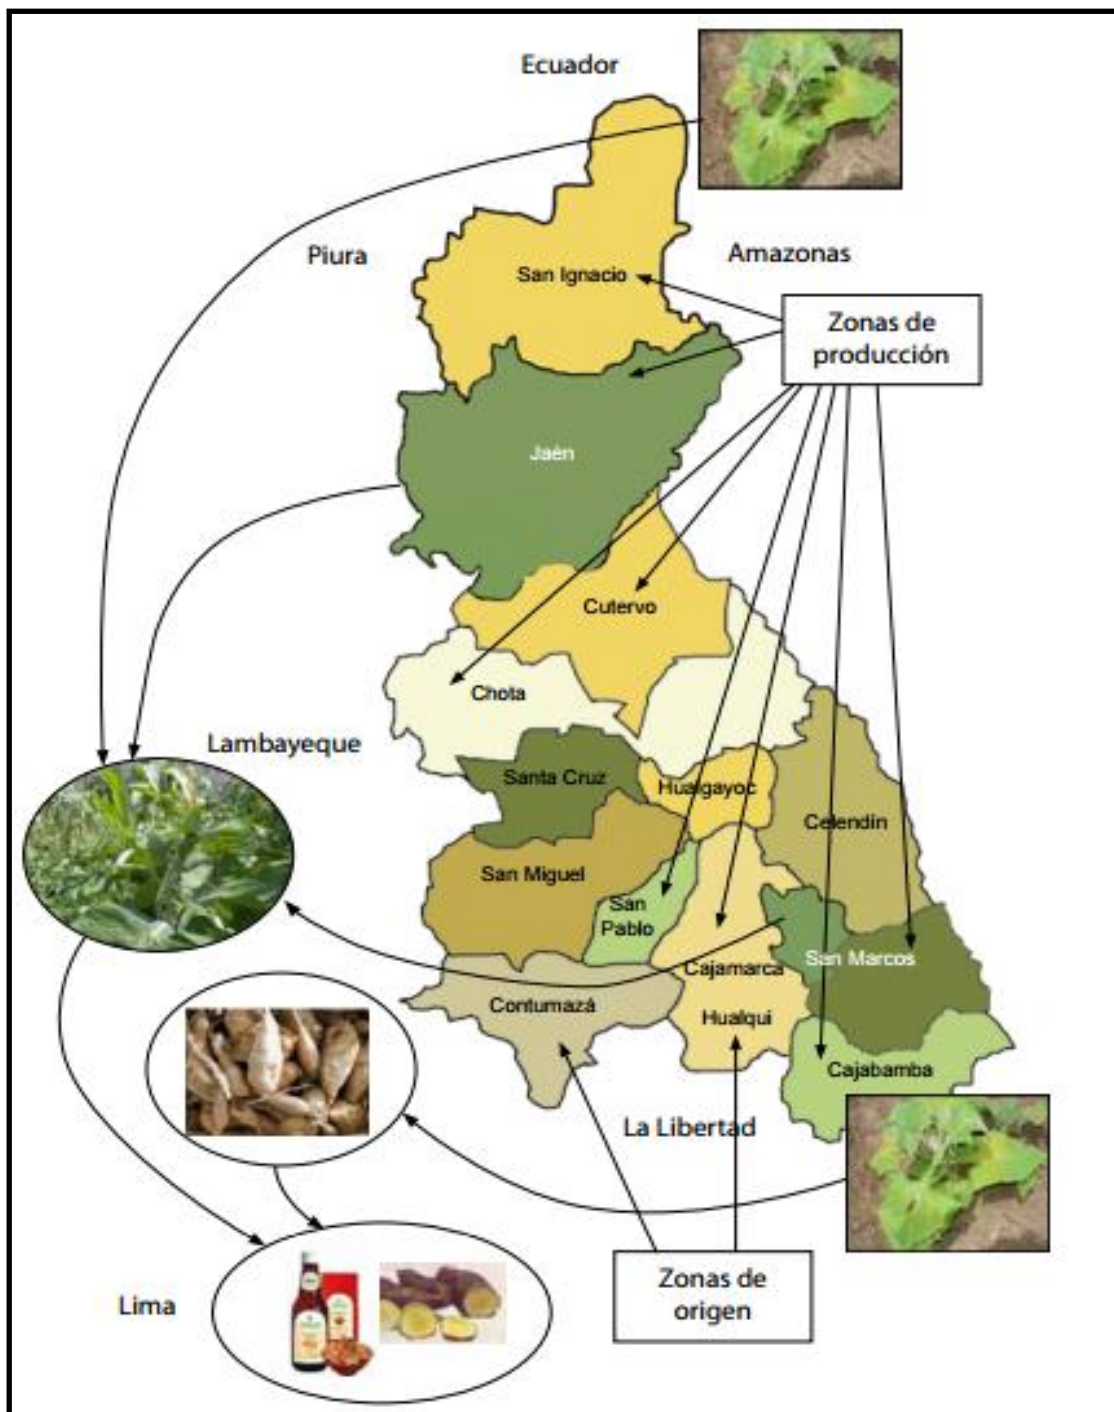 Ecuador
Piura
Amazonas
San Ignacio
Zonas de
producción
Jaén
Cutervo
Chota
Lambayeque
Santa Cruz
Hualgayoc
Celendín
San Miguel
San
Pablo
San Marcos
Cajamarca
Contumazá
Hualqui
Cajabamba
La Libertad
Zonas de
origen
Lima